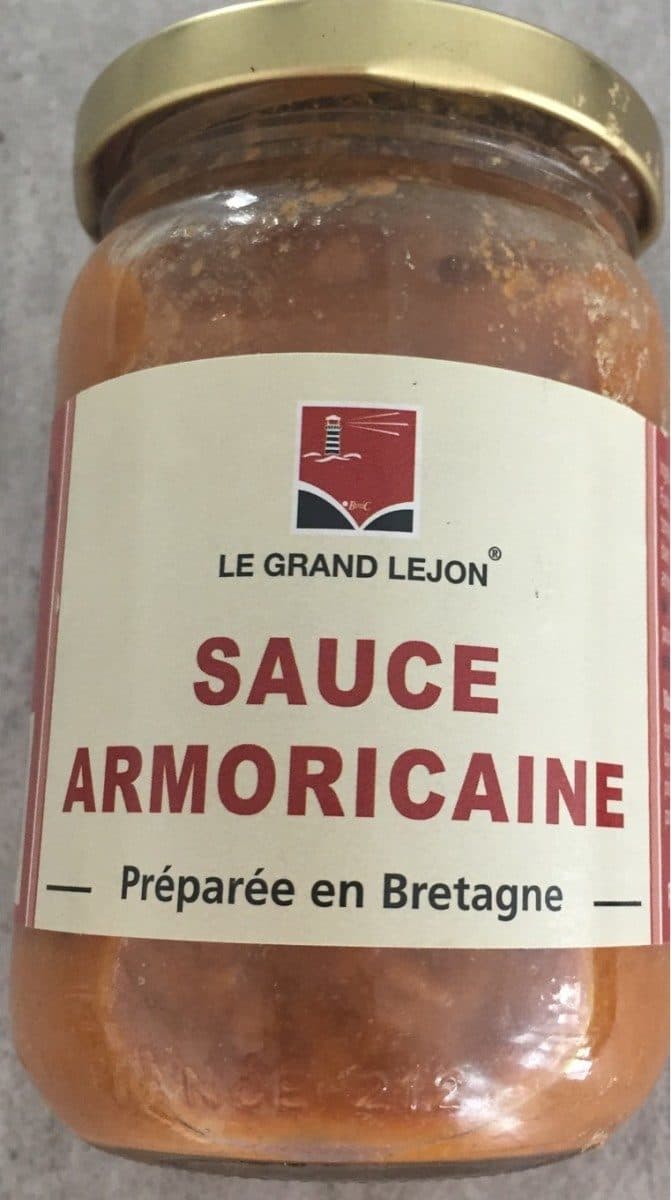 LE GRAND LEJON®
SAUCE
ARMORICAINE
— Préparée en Bretagne —